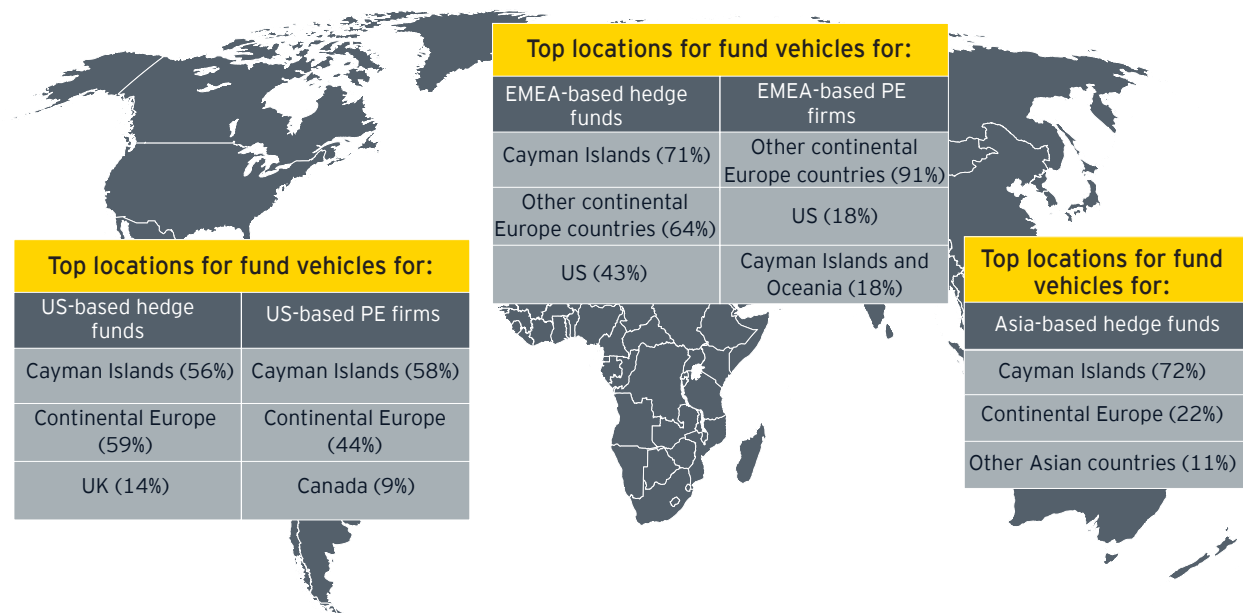 Top locations for fund vehicles for:
EMEA-based hedge
funds
EMEA-based PE
firms
Cayman Islands (71%)
Other continental
Europe countries (91%)
Other continental
Europe countries (64%)
US (18%)
US (43%)
Cayman Islands and
Oceania (18%)
Top locations for fund vehicles for:
US-based hedge
funds
US-based PE firms
Cayman Islands (56%)
Cayman Islands (58%)
Continental Europe
(59%)
Continental Europe
(44%)
UK (14%)
Canada (9%)
Top locations for fund
vehicles for:
Asia-based hedge funds
Cayman Islands (72%)
Continental Europe (22%)
Other Asian countries (11%)